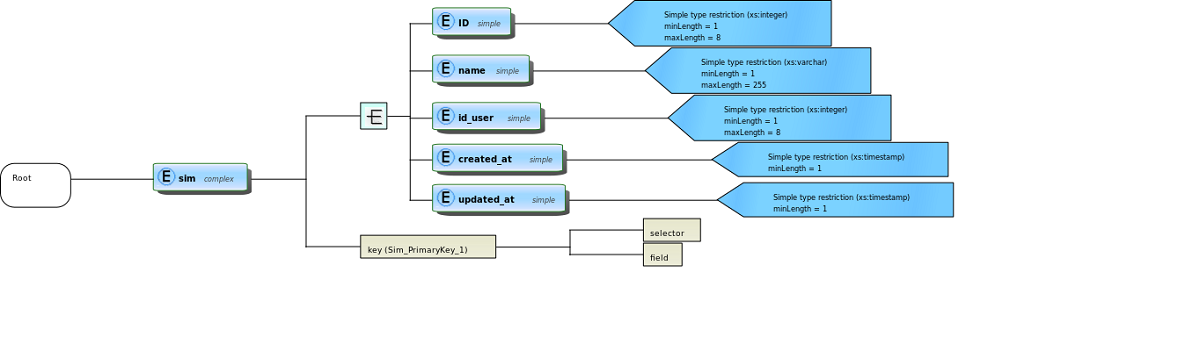 Simple type restriction (xs:integer)
minLength = 1
maxLength = 8
E ID simple
Simple type restriction (xs:varchar)
minLength = 1
maxLength = 255
E name simple
Simple type restriction (xs:integer)
minLength = 1
maxLength = 8
E id_user simple
Simple type restriction (xs:timestamp)
minLength = 1
E created_at simple
Root
E sim complex
Simple type restriction (xs:timestamp)
minLength = 1
E updated_at simple
selector
key (Sim_PrimaryKey_1)
field